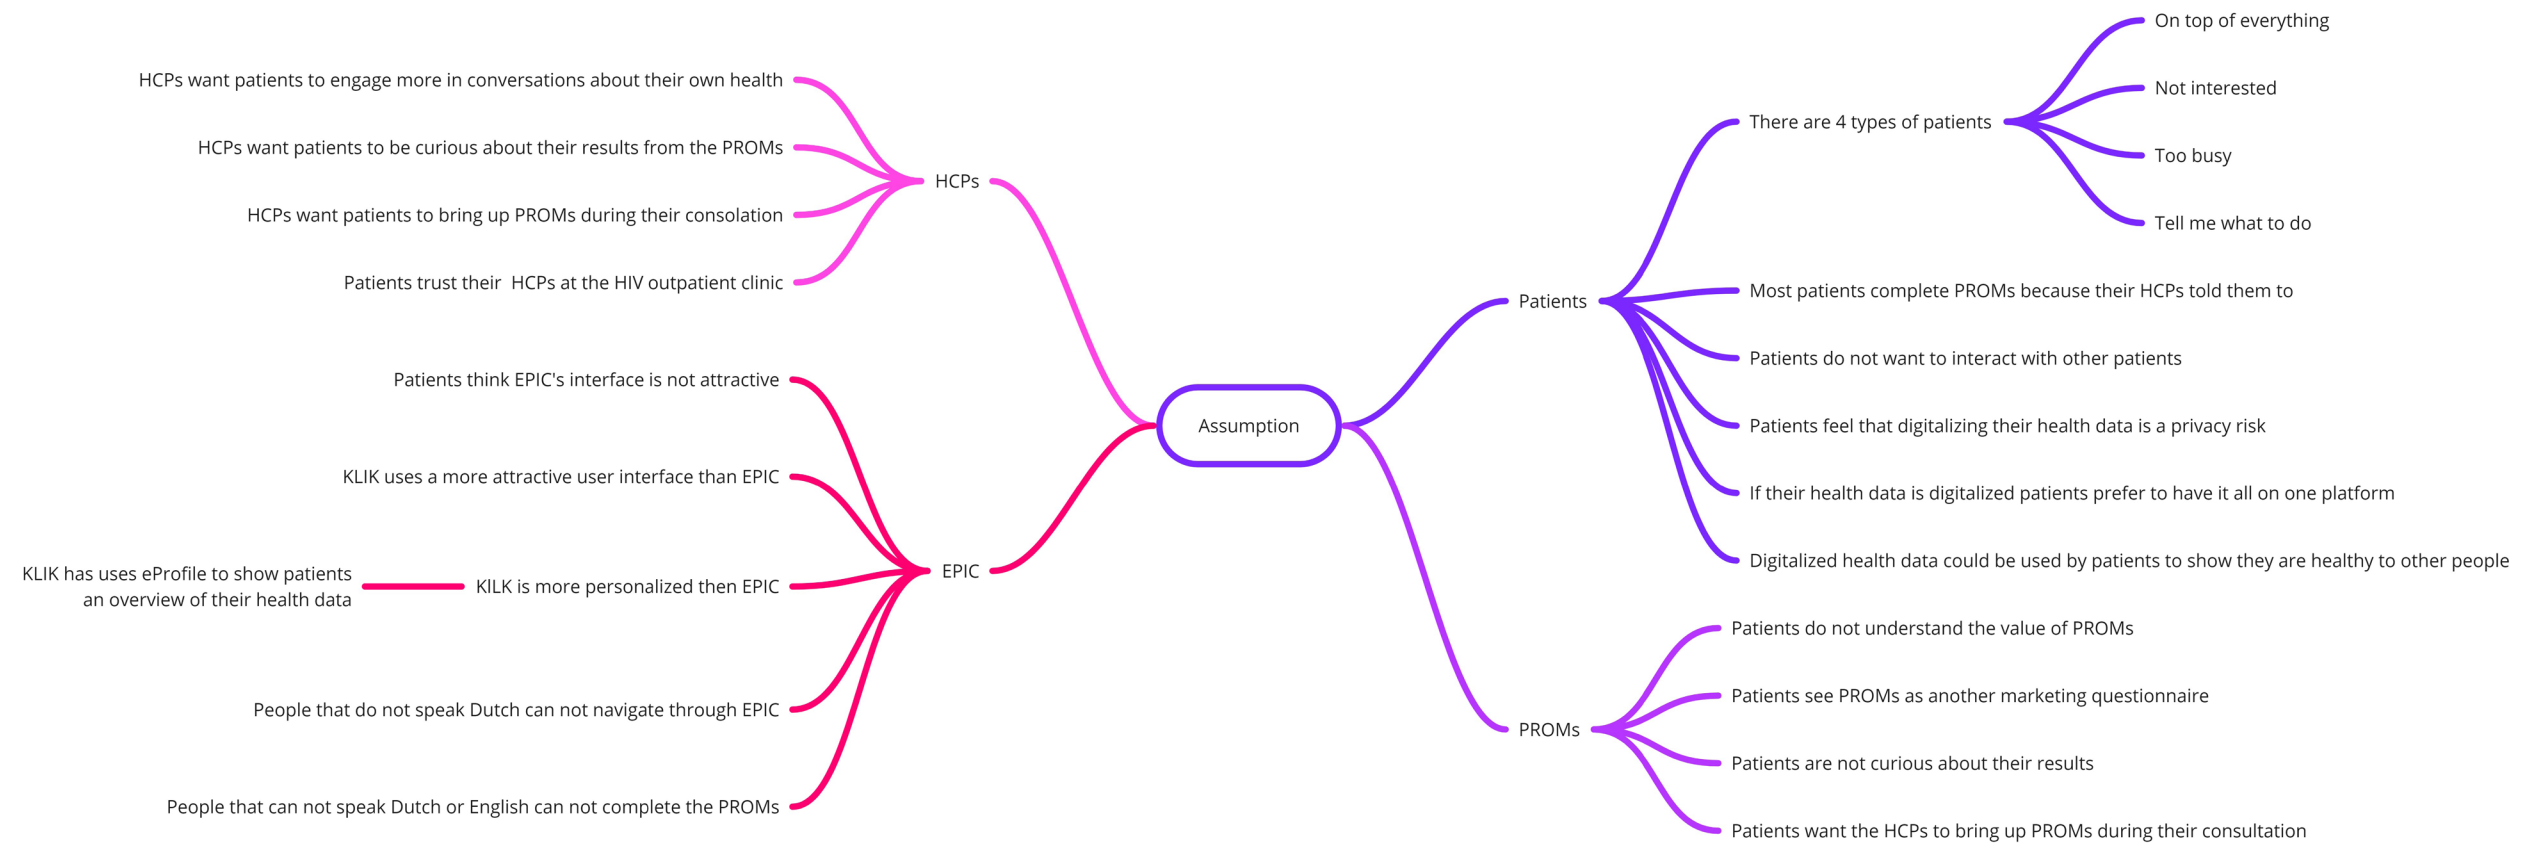 HCPs want patients to engage more in conversations about their own health
HCPs want patients to be curious about their results from the PROMs
HCPs want patients to bring up PROMs during their consolation
Patients trust their  HCPs at the HIV outpatient clinic
HCPs
Patients think EPIC's interface is not attractive
KLIK uses a more attractive user interface than EPIC
KLIK has uses eProfile to show patients
an overview of their health data
KlLK is more personalized then EPIC
People that do not speak Dutch can not navigate through EPIC
People that can not speak Dutch or English can not complete the PROMs
EPIC
Assumption
Patients
There are 4 types of patients
On top of everything
Not interested
Too busy
Tell me what to do
Most patients complete PROMs because their HCPs told them to
Patients do not want to interact with other patients
Patients feel that digitalizing their health data is a privacy risk
If their health data is digitalized patients prefer to have it all on one platform
Digitalized health data could be used by patients to show they are healthy to other people
PROMs
Patients do not understand the value of PROMs
Patients see PROMs as another marketing questionnaire
Patients are not curious about their results
Patients want the HCPs to bring up PROMs during their consultation